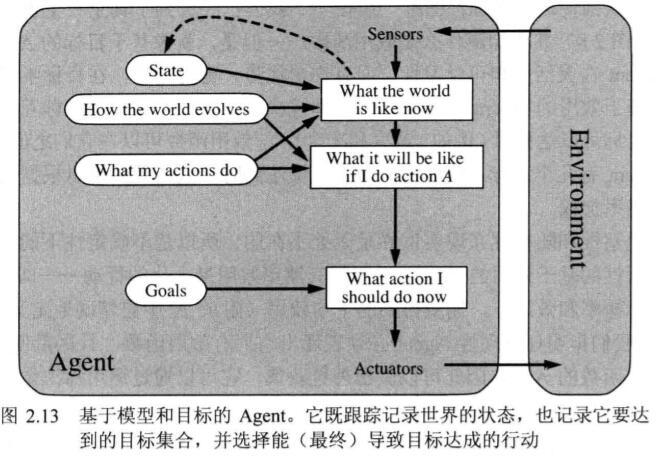 Sensors
State
What the world
is like now
How the world evolves
What my actions do
What it will be like
if I do action A
Goals
What action I
should do now
Agent
Actuators
Environment
图 2.13 基于模型和目标的 Agent。它既跟踪记录世界的状态，也记录它要达
到的目标集合，并选择能（最终）导致目标达成的行动